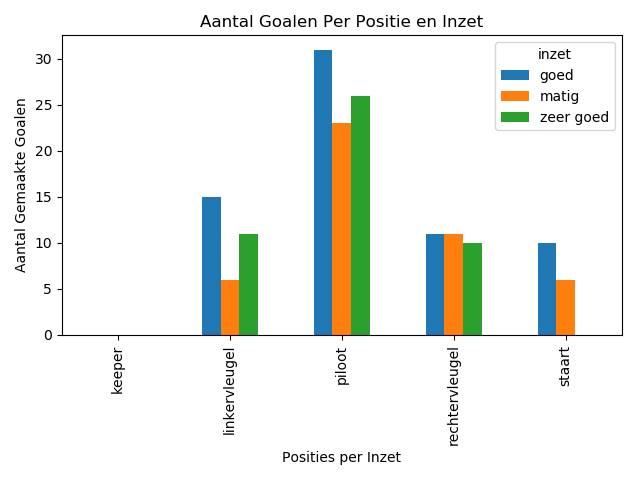 Aantal Goalen Per Positie en Inzet
Aantal Gemaakte Goalen
30
25
20
15
10
5
0
inzet
goed
matig
zeer goed
keeper
linkervleugel
piloot
rechtervleugel
staart
Posities per Inzet